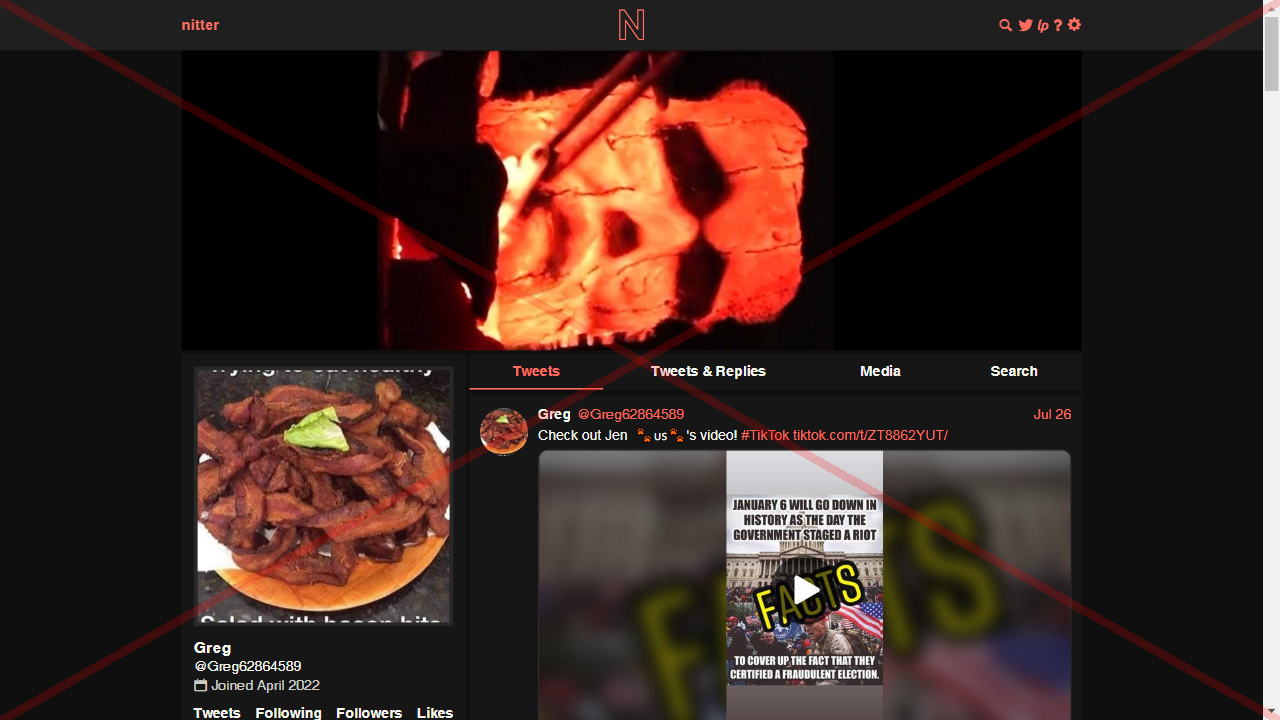 nitter
N
lp ?
Tweets Tweets & Replies Media Search
Trying to eat healthy
Salad with bacon bits
Greg
@Greg62864589
Joined April 2022
Tweets Following Followers Likes
Greg @Greg62864589 Jul 26
Check out Jen 🐾us🐾's video! #TikTok tiktok.com/t/ZT8862YUT/
JANUARY 6 WILL GO DOWN IN
HISTORY AS THE DAY THE
GOVERNMENT STAGED A RIOT
FACTS
TO COVER UP THE FACT THAT THEY
CERTIFIED A FRAUDULENT ELECTION.